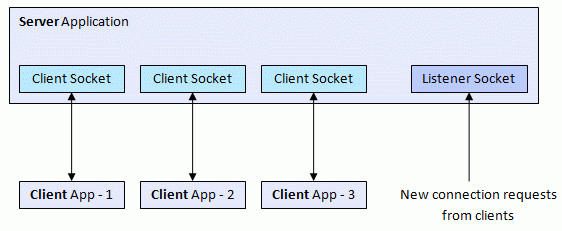 Server Application
Client Socket
Client Socket
Client Socket
Listener Socket
Client App - 1
Client App - 2
Client App - 3
New connection requests
from clients